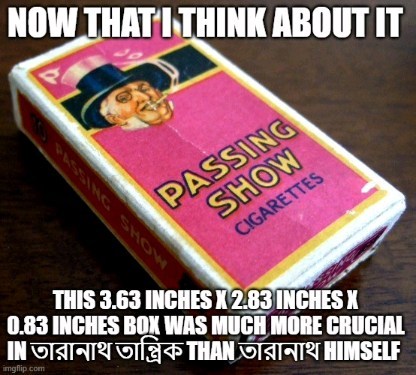 NOW THAT I THINK ABOUT IT
PASSING
SHOW
CIGARETTES
PASSING SHOW
THIS 3.63 INCHES X 2.83 INCHES X
0.83 INCHES BOX WAS MUCH MORE CRUCIAL
IN তারানাথ তান্ত্রিক THAN তারানাথ HIMSELF
imgflip.com